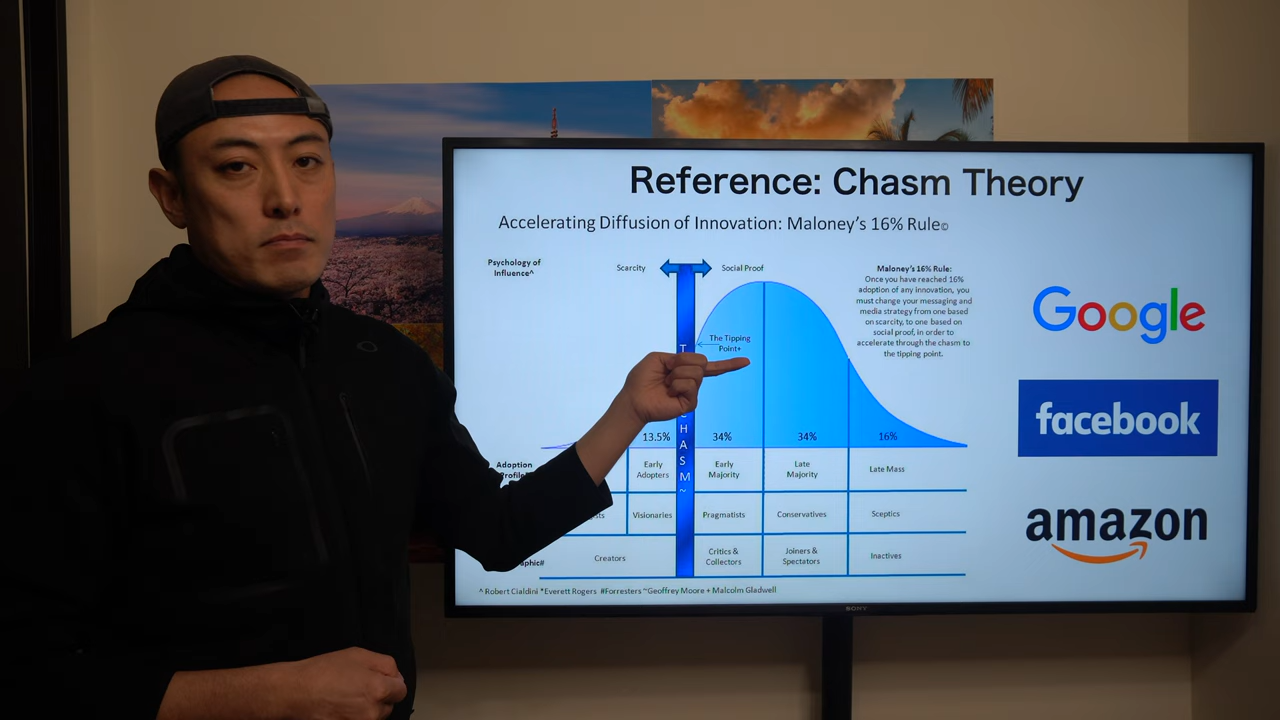 Reference: Chasm Theory
Accelerating Diffusion of Innovation: Maloney's 16% Rule©
Psychology of
Influence^
Scarcity
Social Proof
Maloney's 16% Rule:
Once you have reached 16%
adoption of any innovation, you
must change your messaging and
media strategy from one based
on scarcity, to one based on
social proof, in order to
accelerate through the chasm to
the tipping point.
The Tipping
Point+
T
C
H
A
S
M
~
13.5%
34%
34%
16%
Adoption
Early
Adopters
Early
Majority
Late
Majority
Late Mass
Visionaries
Pragmatists
Conservatives
Sceptics
Creators
Critics &
Collectors
Joiners &
Spectators
Inactives
^ Robert Cialdini *Everett Rogers #Forresters ~Geoffrey Moore + Malcolm Gladwell
Google
facebook
amazon
SONY